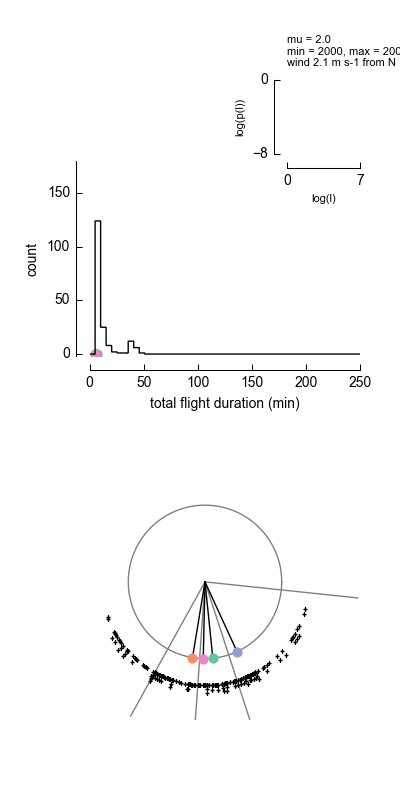 mu = 2.0
min = 2000, max = 200
wind 2.1 m s-1 from N
0
−8
log(p(l))
0 7
log(l)
150
100
50
0
count
0 50 100 150 200 250
total flight duration (min)